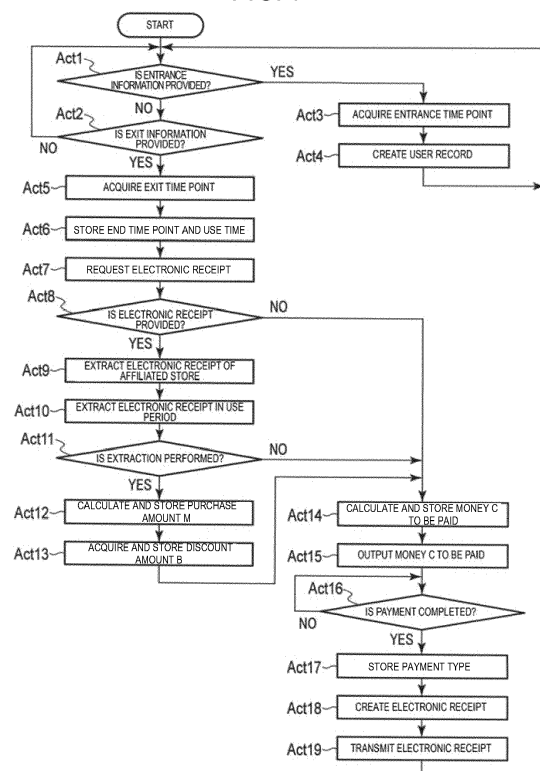 START
Act1
IS ENTRANCE
INFORMATION PROVIDED?
YES
NO
Act2
IS EXIT INFORMATION
PROVIDED?
NO
YES
Act3
ACQUIRE ENTRANCE TIME POINT
Act4
CREATE USER RECORD
Act5
ACQUIRE EXIT TIME POINT
Act6
STORE END TIME POINT AND USE TIME
Act7
REQUEST ELECTRONIC RECEIPT
Act8
IS ELECTRONIC RECEIPT
PROVIDED?
NO
YES
Act9
EXTRACT ELECTRONIC RECEIPT OF
AFFILIATED STORE
Act10
EXTRACT ELECTRONIC RECEIPT IN USE
PERIOD
Act11
IS EXTRACTION PERFORMED?
NO
YES
Act12
CALCULATE AND STORE PURCHASE
AMOUNT M
Act13
ACQUIRE AND STORE DISCOUNT
AMOUNT B
Act14
CALCULATE AND STORE MONEY C
TO BE PAID
Act15
OUTPUT MONEY C TO BE PAID
Act16
IS PAYMENT COMPLETED?
NO
YES
Act17
STORE PAYMENT TYPE
Act18
CREATE ELECTRONIC RECEIPT
Act19
TRANSMIT ELECTRONIC RECEIPT